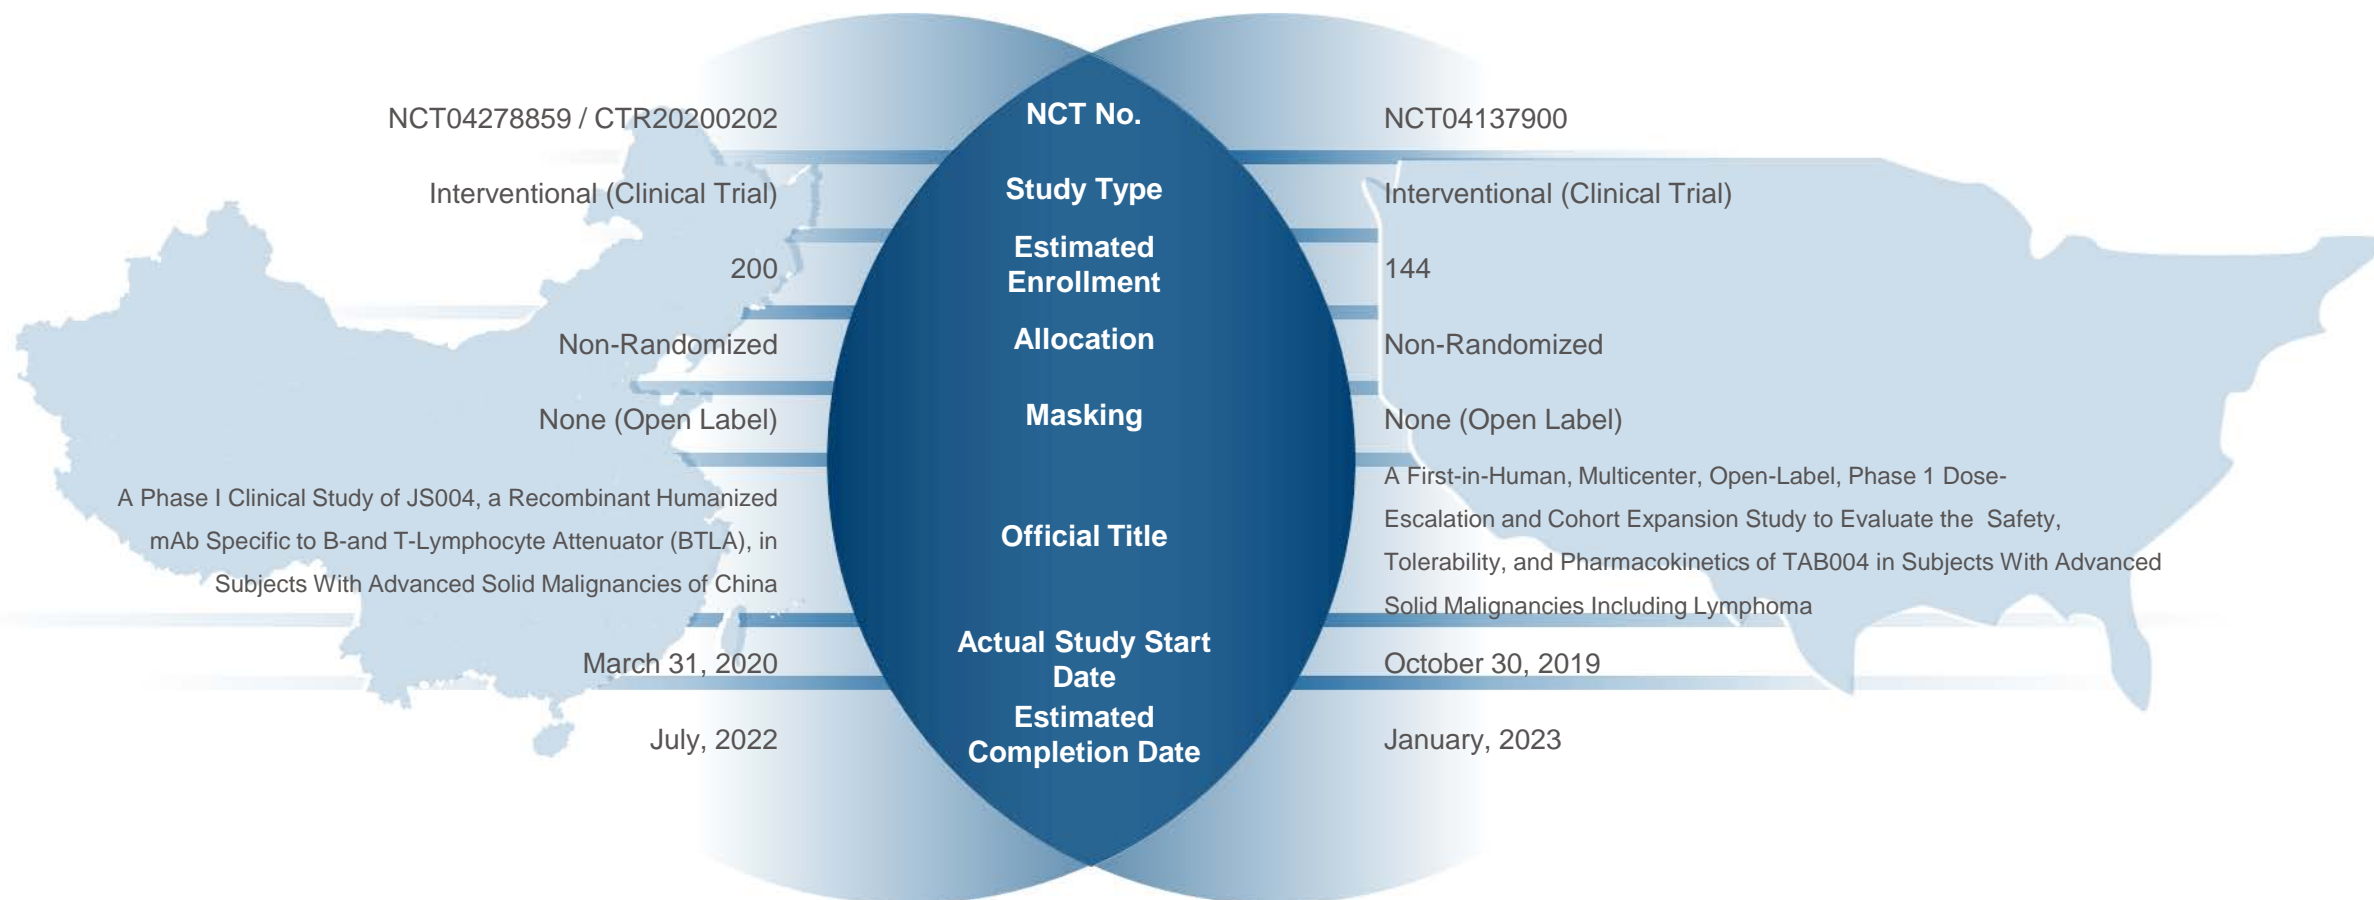 NCT04278859 / CTR20200202
NCT No.
NCT04137900
Interventional (Clinical Trial)
Study Type
Interventional (Clinical Trial)
200
Estimated
Enrollment
144
Non-Randomized
Allocation
Non-Randomized
None (Open Label)
Masking
None (Open Label)
A Phase I Clinical Study of JS004, a Recombinant Humanized
mAb Specific to B-and T-Lymphocyte Attenuator (BTLA), in
Subjects With Advanced Solid Malignancies of China
Official Title
A First-in-Human, Multicenter, Open-Label, Phase 1 Dose-
Escalation and Cohort Expansion Study to Evaluate the Safety,
Tolerability, and Pharmacokinetics of TAB004 in Subjects With Advanced
Solid Malignancies Including Lymphoma
March 31, 2020
Actual Study Start
Date
October 30, 2019
July, 2022
Estimated
Completion Date
January, 2023